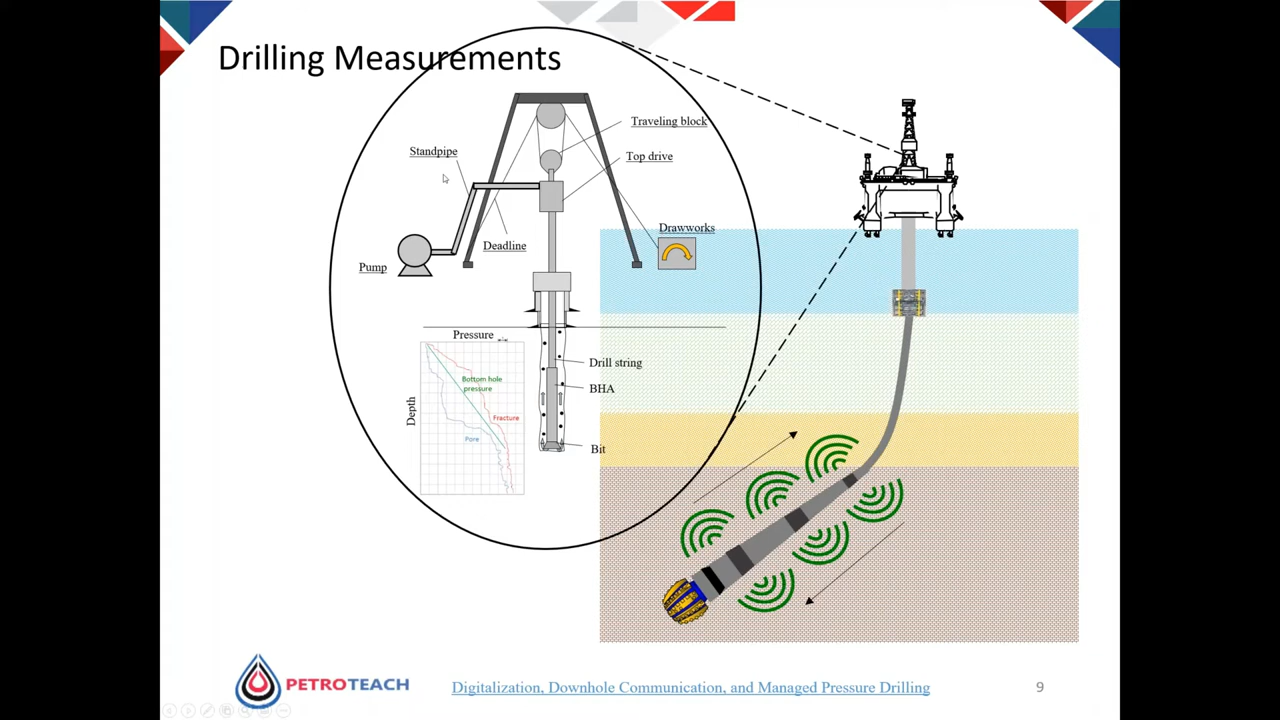 Drilling Measurements
Traveling block
Standpipe
Top drive
Drawworks
Deadline
Pump
Pressure
Depth
Bottom hole
pressure
Fracture
Pore
Drill string
BHA
Bit
PETROTEACH
Digitalization, Downhole Communication, and Managed Pressure Drilling
9